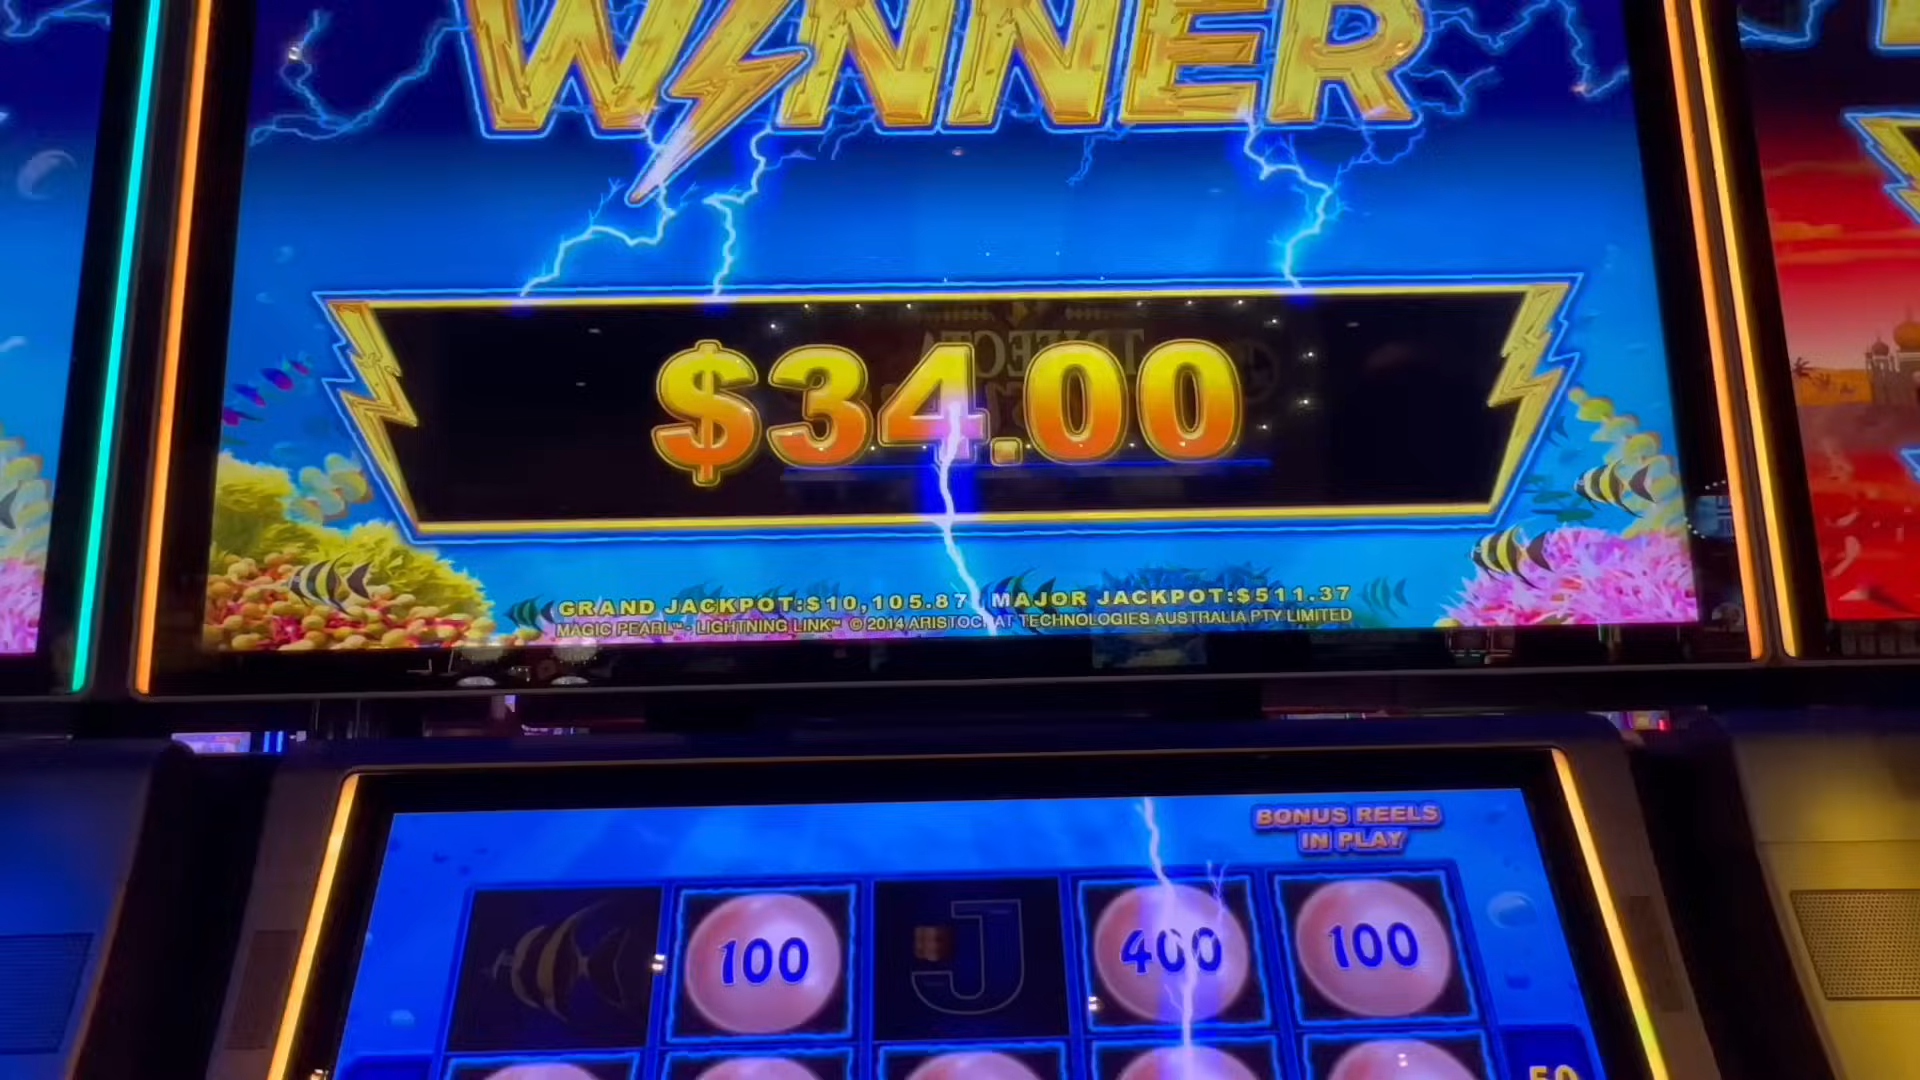 WINNER
$34.00
GRAND JACKPOT:$10,105.87 MAJOR JACKPOT:$511.37
MAGIC PEARL™ - LIGHTNING LINK™ © 2014 ARISTOCRAT TECHNOLOGIES AUSTRALIA PTY LIMITED
BONUS REELS
IN PLAY
100 J 400 100
50